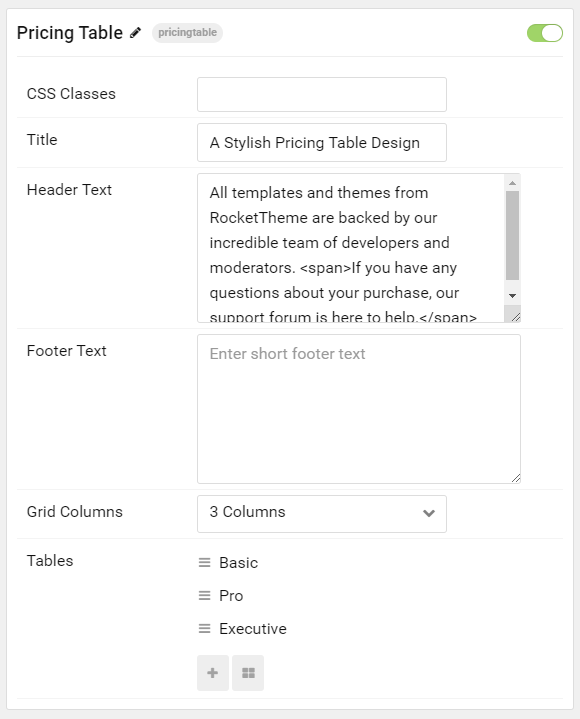 Pricing Table pricingtable
CSS Classes
Title A Stylish Pricing Table Design
Header Text All templates and themes from
RocketTheme are backed by our
incredible team of developers and
moderators. <span>If you have any
questions about your purchase, our
support forum is here to help.</span>
Footer Text Enter short footer text
Grid Columns 3 Columns
Tables Basic
Pro
Executive